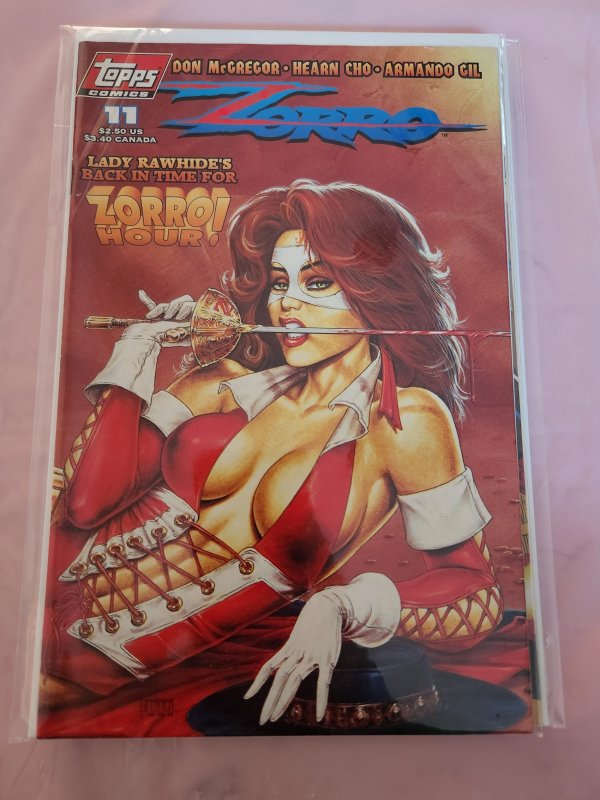 TOPPS
COMICS
11
$2.50 US
$3.40 CANADA
DON McGREGOR • HEARN CHO • ARMANDO GIL
ZORRO™
LADY RAWHIDE'S
BACK IN TIME FOR
ZORRO
HOUR!